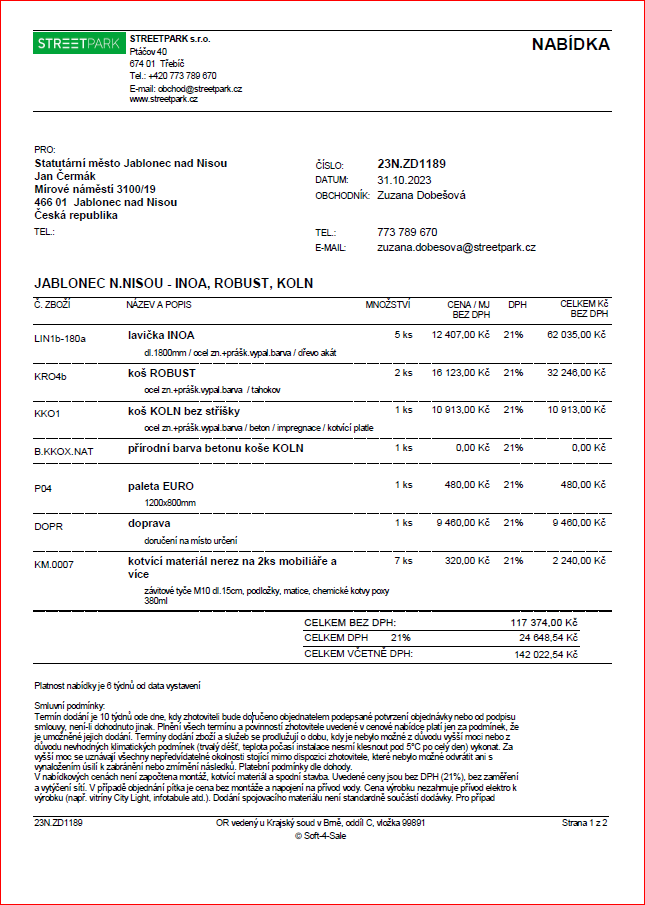 STREETPARK
STREETPARK s.r.o.
Ptáčov 40
674 01 Třebíč
Tel.: +420 773 789 670
E-mail: obchod@streetpark.cz
www.streetpark.cz
NABÍDKA
PRO:
Statutární město Jablonec nad Nisou
Jan Čermák
Mírové náměstí 3100/19
466 01 Jablonec nad Nisou
Česká republika
TEL.:
ČÍSLO: 23N.ZD1189
DATUM: 31.10.2023
OBCHODNÍK: Zuzana Dobešová
TEL.: 773 789 670
E-MAIL: zuzana.dobesova@streetpark.cz
JABLONEC N.NISOU - INOA, ROBUST, KOLN
Č. ZBOŽÍ NÁZEV A POPIS MNOŽSTVÍ CENA / MJ DPH CELKEM Kč
BEZ DPH BEZ DPH
LIN1b-180a lavička INOA 5 ks 12 407,00 Kč 21% 62 035,00 Kč
dl.1800mm / ocel zn.+prášk.vypal.barva / dřevo akát
KRO4b koš ROBUST 2 ks 16 123,00 Kč 21% 32 246,00 Kč
ocel zn.+prášk.vypal.barva / tahokov
KKO1 koš KOLN bez stříšky 1 ks 10 913,00 Kč 21% 10 913,00 Kč
ocel zn.+prášk.vypal.barva / beton / impregnace / kotvící platle
B.KKOX.NAT přírodní barva betonu koše KOLN 1 ks 0,00 Kč 21% 0,00 Kč
P04 paleta EURO 1 ks 480,00 Kč 21% 480,00 Kč
1200x800mm
DOPR doprava 1 ks 9 460,00 Kč 21% 9 460,00 Kč
doručení na místo určení
KM.0007 kotvící materiál nerez na 2ks mobiliáře a 7 ks 320,00 Kč 21% 2 240,00 Kč
více
závitové tyče M10 dl.15cm, podložky, matice, chemické kotvy poxy
380ml
CELKEM BEZ DPH: 117 374,00 Kč
CELKEM DPH 21% 24 648,54 Kč
CELKEM VČETNĚ DPH: 142 022,54 Kč
Platnost nabídky je 6 týdnů od data vystavení
Smluvní podmínky:
Termín dodání je 10 týdnů ode dne, kdy zhotoviteli bude doručeno objednatelem podepsané potvrzení objednávky nebo od podpisu
smlouvy, není-li dohodnuto jinak. Plnění všech termínu a povinností zhotovitele uvedené v cenové nabídce platí jen za podmínek, že
je umožněné jejich dodání. Termíny dodání zboží a služeb se prodlužují o dobu, kdy je nebylo možné z důvodu vyšší moci nebo z
důvodu nevhodných klimatických podmínek (trvalý déšť, teplota počasí instalace nesmí klesnout pod 5°C po celý den) vykonat. Za
vyšší moc se uznávají všechny nepředvídatelné okolnosti stojící mimo dispozici zhotovitele, které nebylo možné odvrátit ani s
vynaložením úsilí k zabránění nebo zmírnění následků. Platební podmínky dle dohody.
V nabídkových cenách není započtena montáž, kotvící materiál a spodní stavba. Uvedené ceny jsou bez DPH (21%), bez zaměření
a vytýčení sítí. V případě objednání pítka je cena bez montáže a napojení na přívod vody. Cena výrobku nezahrnuje přívod elektro k
výrobku (např. vitríny City Light, infotabule atd.). Dodání spojovacího materiálu není standardně součástí dodávky. Pro případ
23N.ZD1189 OR vedený u Krajský soud v Brně, oddíl C, vložka 99891 Strana 1 z 2
© Soft-4-Sale